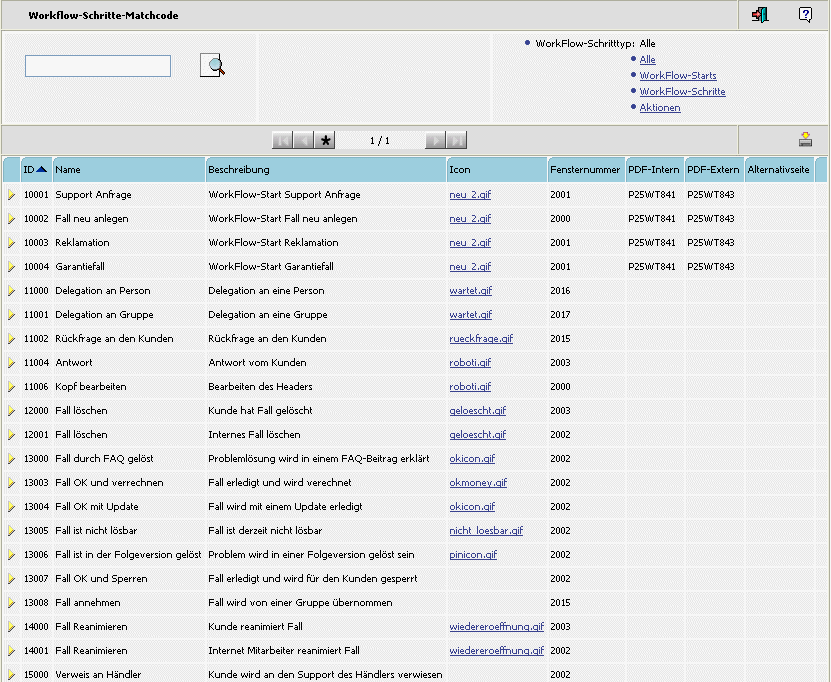 Workflow-Schritte-Matchcode
WorkFlow-Schritttyp: Alle
Alle
WorkFlow-Starts
WorkFlow-Schritte
Aktionen
1 / 1
ID Name Beschreibung Icon Fensternummer PDF-Intern PDF-Extern Alternativseite
10001 Support Anfrage WorkFlow-Start Support Anfrage neu_2.gif 2001 P25WT841 P25WT843
10002 Fall neu anlegen WorkFlow-Start Fall neu anlegen neu_2.gif 2000 P25WT841 P25WT843
10003 Reklamation WorkFlow-Start Reklamation neu_2.gif 2001 P25WT841 P25WT843
10004 Garantiefall WorkFlow-Start Garantiefall neu_2.gif 2001 P25WT841 P25WT843
11000 Delegation an Person Delegation an eine Person wartet.gif 2016
11001 Delegation an Gruppe Delegation an eine Gruppe wartet.gif 2017
11002 Rückfrage an den Kunden Rückfrage an den Kunden rueckfrage.gif 2015
11004 Antwort Antwort vom Kunden roboti.gif 2003
11006 Kopf bearbeiten Bearbeiten des Headers roboti.gif 2000
12000 Fall löschen Kunde hat Fall gelöscht geloescht.gif 2003
12001 Fall löschen Internes Fall löschen geloescht.gif 2002
13000 Fall durch FAQ gelöst Problemlösung wird in einem FAQ-Beitrag erklärt okicon.gif 2002
13003 Fall OK und verrechnen Fall erledigt und wird verechnet okmoney.gif 2002
13004 Fall OK mit Update Fall wird mit einem Update erledigt okicon.gif 2002
13005 Fall ist nicht lösbar Fall ist derzeit nicht lösbar nicht_loesbar.gif 2002
13006 Fall ist in der Folgeversion gelöst Problem wird in einer Folgeversion gelöst sein pinicon.gif 2002
13007 Fall OK und Sperren Fall erledigt und wird für den Kunden gesperrt 2002
13008 Fall annehmen Fall wird von einer Gruppe übernommen 2015
14000 Fall Reanimieren Kunde reanimiert Fall wiedereroeffnung.gif 2003
14001 Fall Reanimieren Internet Mitarbeiter reanimiert Fall wiedereroeffnung.gif 2002
15000 Verweis an Händler Kunde wird an den Support des Händlers verwiesen 2002